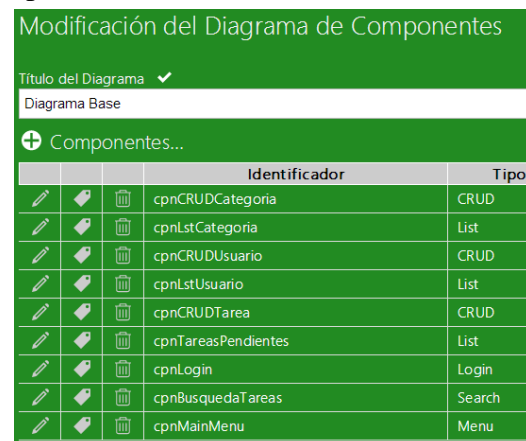 Modificación del Diagrama de Componentes
Título del Diagrama
Diagrama Base
Componentes...
Identificador Tipo
cpnCRUDCategoria CRUD
cpnLstCategoria List
cpnCRUDUsuario CRUD
cpnLstUsuario List
cpnCRUDTarea CRUD
cpnTareasPendientes List
cpnLogin Login
cpnBusquedaTareas Search
cpnMainMenu Menu